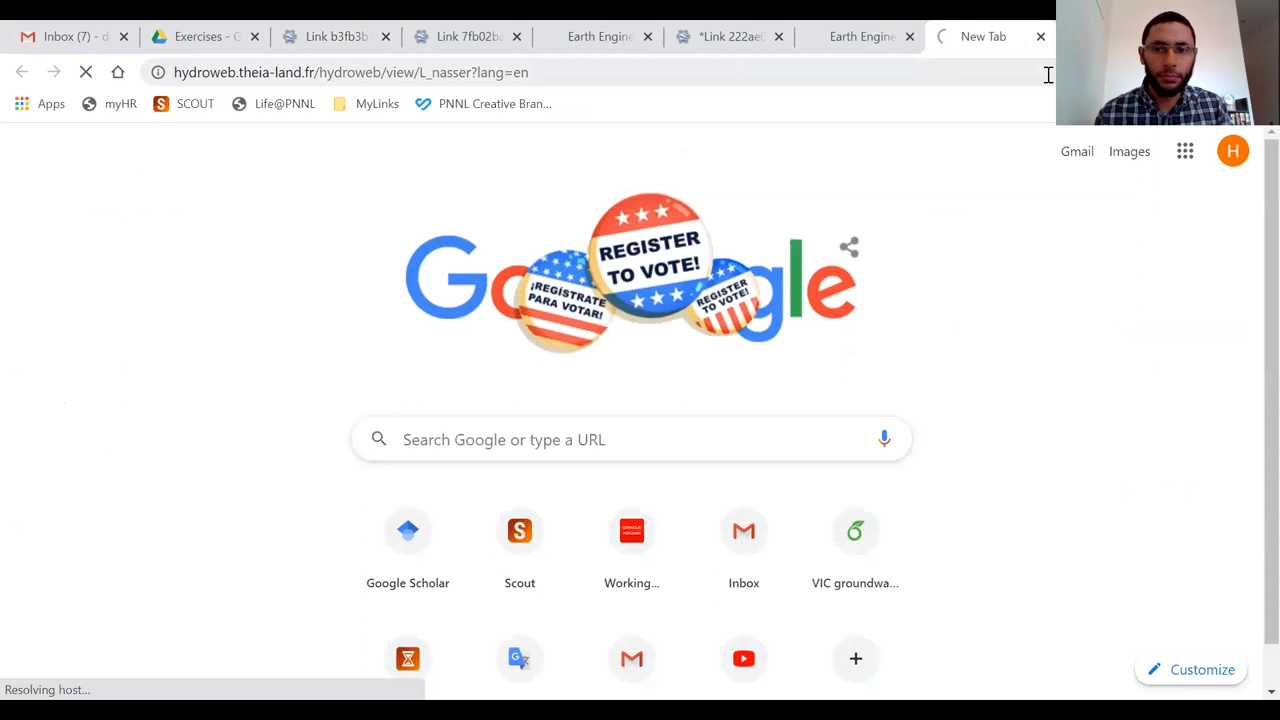 Inbox (7) - d
Exercises - G
Link b3fb3b
Link 7fb02ba
Earth Engine
*Link 222ae0
Earth Engine
New Tab
hydroweb.theia-land.fr/hydroweb/view/L_nasser?lang=en
Apps
myHR
SCOUT
Life@PNNL
MyLinks
PNNL Creative Bran...
Gmail
Images
H
Google
REGISTER TO VOTE!
¡REGÍSTRATE PARA VOTAR!
REGISTER TO VOTE!
Search Google or type a URL
Google Scholar
Scout
Working...
Inbox
VIC groundwa...
Customize
Resolving host...